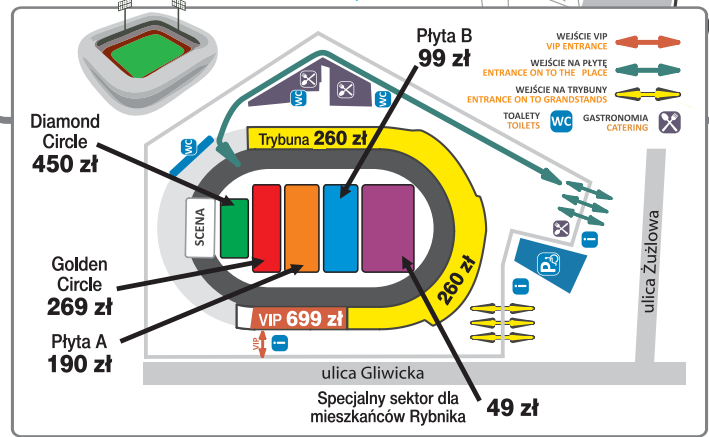 Płyta B
99 zł
WEJŚCIE VIP
VIP ENTRANCE
WEJŚCIE NA PŁYTĘ
ENTRANCE ON TO THE PLACE
WEJŚCIE NA TRYBUNY
ENTRANCE ON TO GRANDSTANDS
TOALETY
TOILETS
WC
GASTRONOMIA
CATERING
WC
WC
WC
Diamond
Circle
450 zł
Trybuna 260 zł
SCENA
Golden
Circle
269 zł
260 zł
i
P
i
ulica Żużlowa
Płyta A
190 zł
VIP 699 zł
VIP
i
ulica Gliwicka
Specjalny sektor dla
mieszkańców Rybnika
49 zł